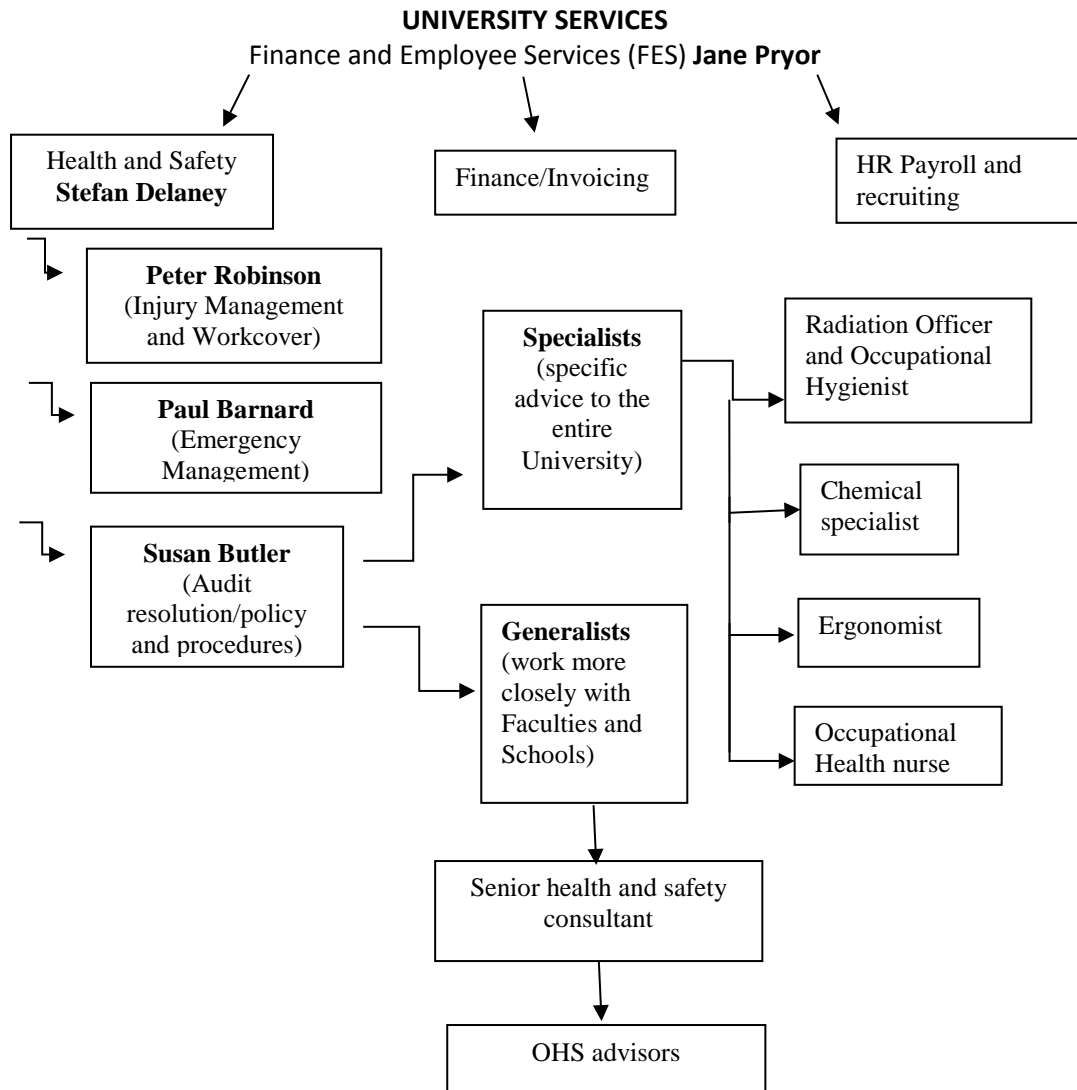 UNIVERSITY SERVICES
Finance and Employee Services (FES) Jane Pryor
Health and Safety
Stefan Delaney
Finance/Invoicing
HR Payroll and
recruiting
Peter Robinson
(Injury Management
and Workcover)
Paul Barnard
(Emergency
Management)
Susan Butler
(Audit
resolution/policy
and procedures)
Specialists
(specific
advice to the
entire
University)
Generalists
(work more
closely with
Faculties and
Schools)
Radiation Officer
and Occupational
Hygienist
Chemical
specialist
Ergonomist
Occupational
Health nurse
Senior health and safety
consultant
OHS advisors